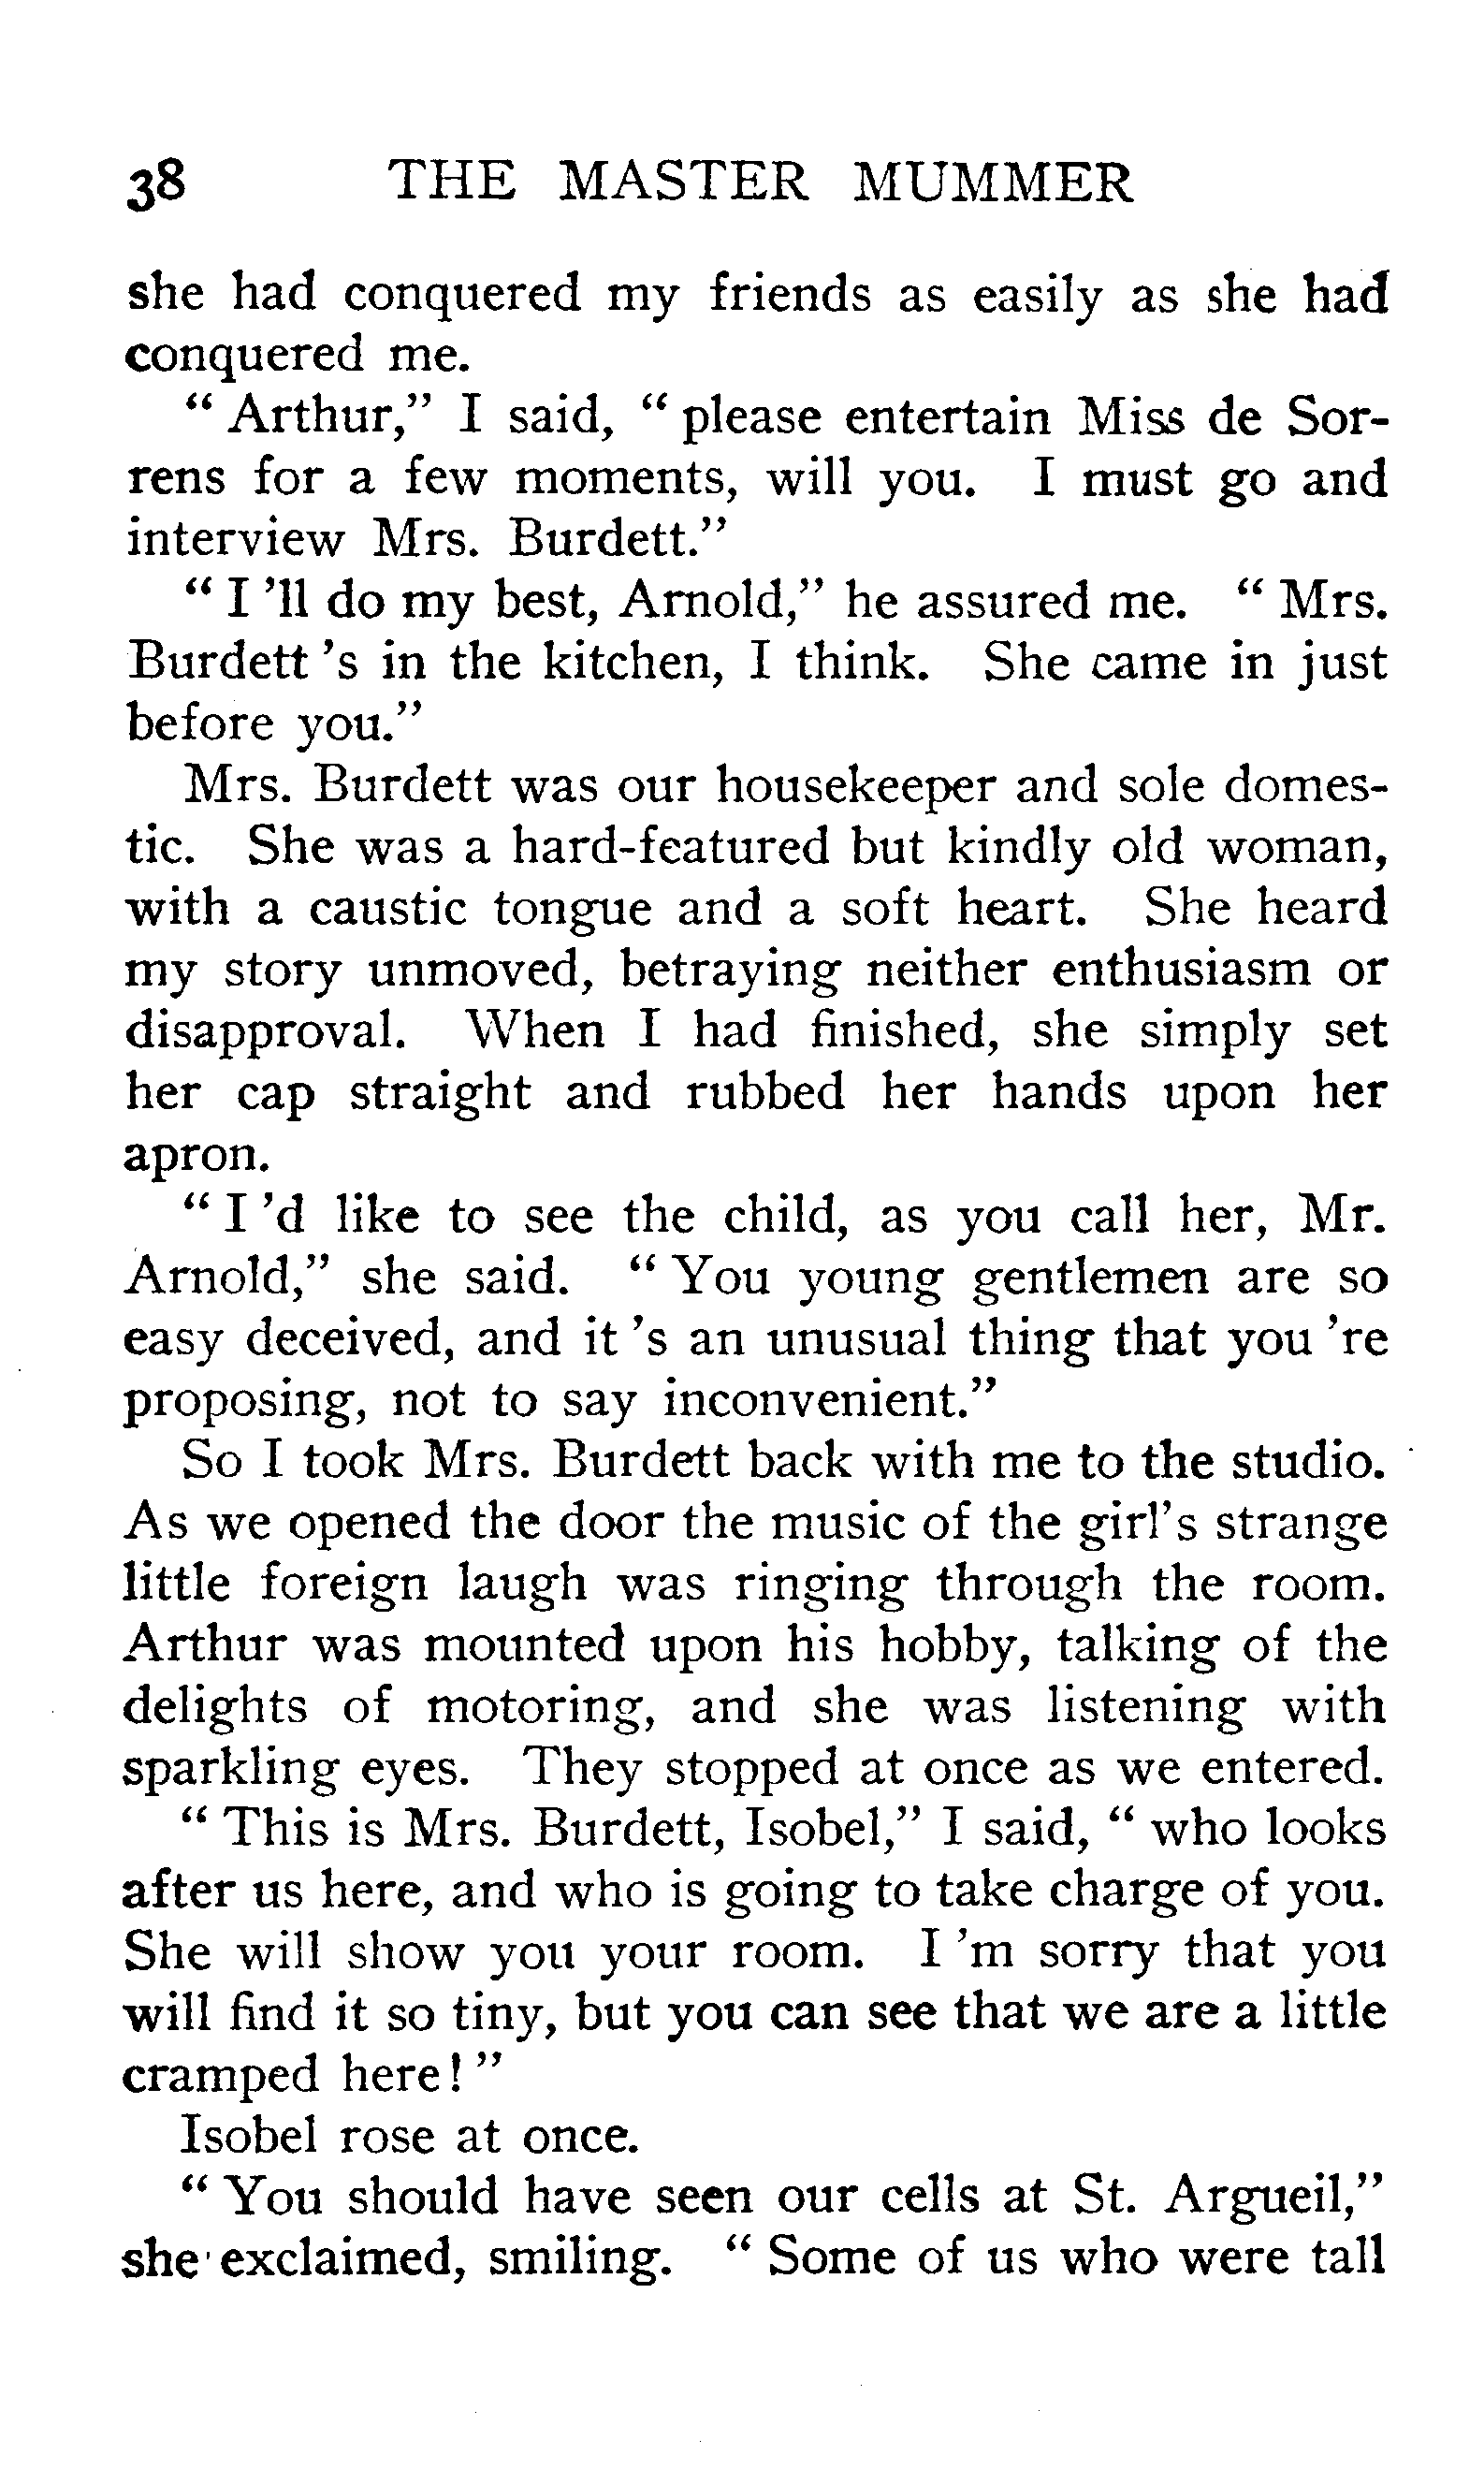 38 THE MASTER MUMMER
she had conquered my friends as easily as she had
conquered me.
“ Arthur,” I said, “ please entertain Miss de Sor-
rens for a few moments, will you. I must go and
interview Mrs. Burdett.”
“ I 'll do my best, Arnold,” he assured me. “ Mrs.
Burdett 's in the kitchen, I think. She came in just
before you.”
Mrs. Burdett was our housekeeper and sole domes-
tic. She was a hard-featured but kindly old woman,
with a caustic tongue and a soft heart. She heard
my story unmoved, betraying neither enthusiasm or
disapproval. When I had finished, she simply set
her cap straight and rubbed her hands upon her
apron.
“ I 'd like to see the child, as you call her, Mr.
Arnold,” she said. “ You young gentlemen are so
easy deceived, and it 's an unusual thing that you 're
proposing, not to say inconvenient.”
So I took Mrs. Burdett back with me to the studio.
As we opened the door the music of the girl's strange
little foreign laugh was ringing through the room.
Arthur was mounted upon his hobby, talking of the
delights of motoring, and she was listening with
sparkling eyes. They stopped at once as we entered.
“ This is Mrs. Burdett, Isobel,” I said, “ who looks
after us here, and who is going to take charge of you.
She will show you your room. I 'm sorry that you
will find it so tiny, but you can see that we are a little
cramped here! ”
Isobel rose at once.
“ You should have seen our cells at St. Argueil,”
she exclaimed, smiling. “ Some of us who were tall